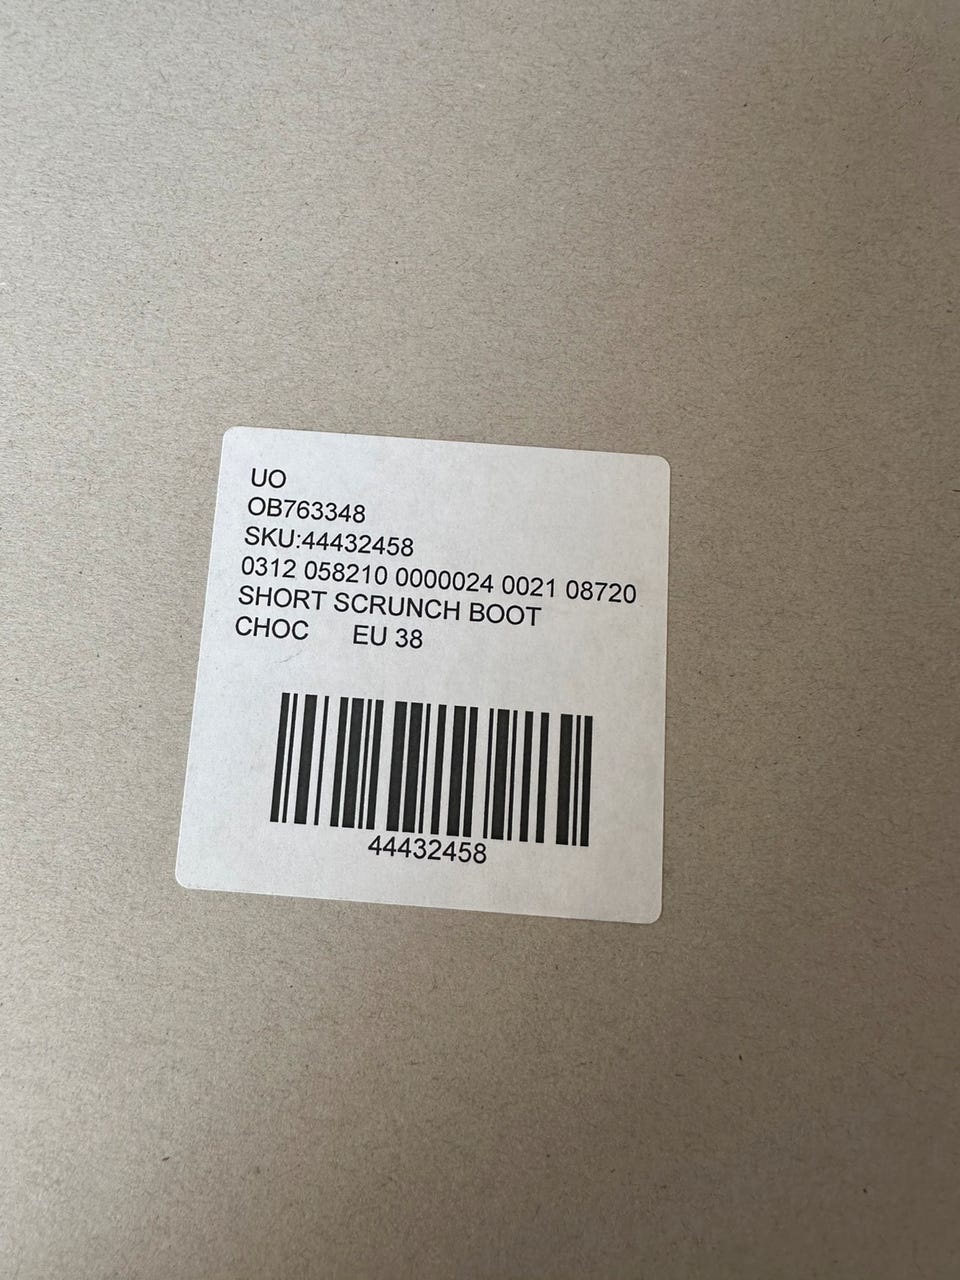 UO
OB763348
SKU:44432458
0312 058210 0000024 0021 08720
SHORT SCRUNCH BOOT
CHOC EU 38
44432458